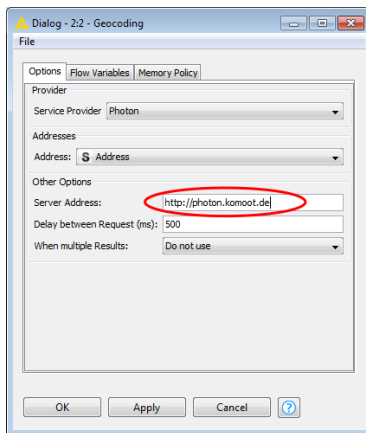 Dialog - 2:2 - Geocoding
File
Options Flow Variables Memory Policy
Provider
Service Provider Photon
Addresses
Address: S Address
Other Options
Server Address: http://photon.komoot.de
Delay between Request (ms): 500
When multiple Results: Do not use
OK Apply Cancel ?